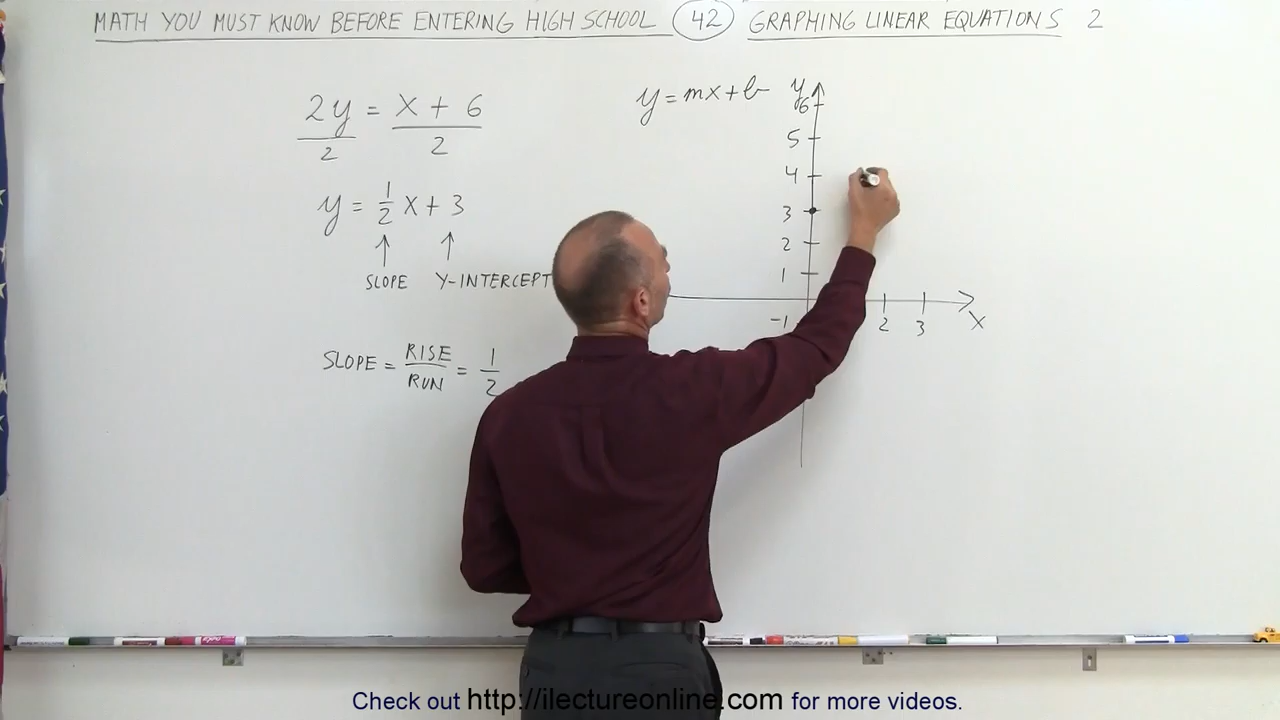 MATH YOU MUST KNOW BEFORE ENTERING HIGH SCHOOL 42 GRAPHING LINEAR EQUATIONS 2
2y/2 = x + 6/2
y = 1/2 x + 3
SLOPE Y-INTERCEPT
SLOPE = RISE/RUN = 1/2
y = mx + b
y
6
5
4
3
2
1
-1 2 3 x
Check out http://ilectureonline.com for more videos.